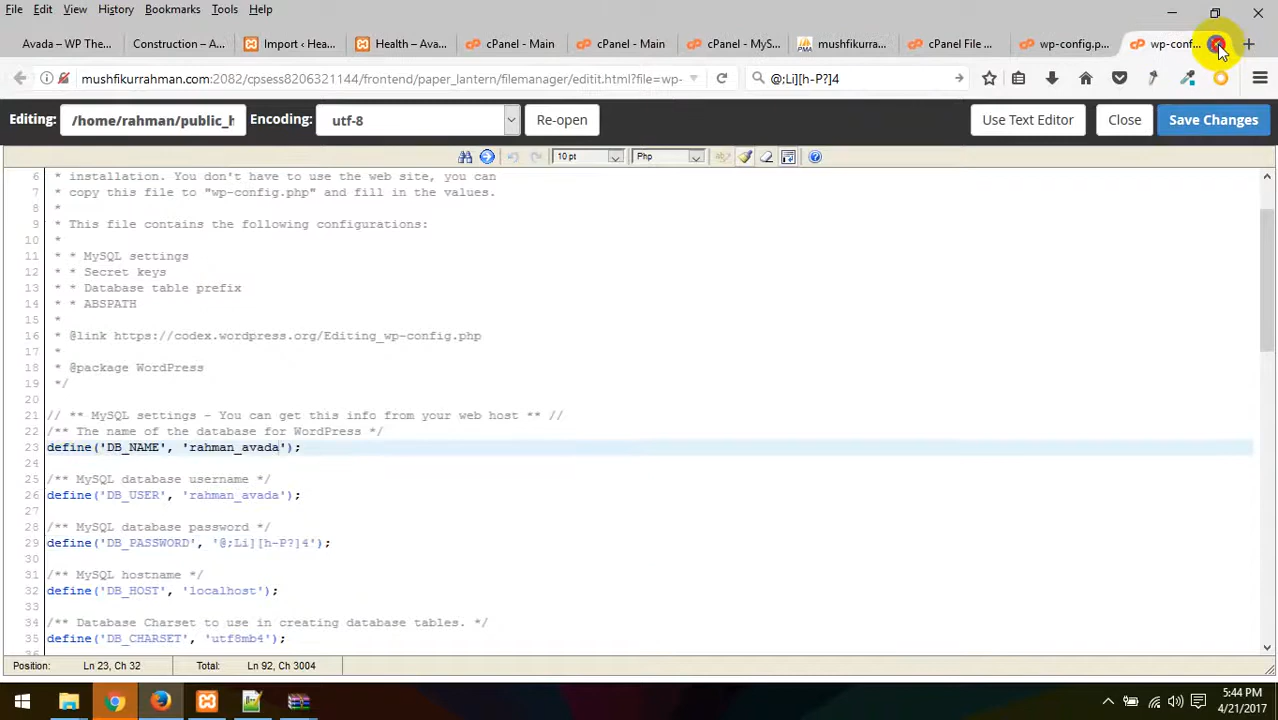 File Edit View History Bookmarks Tools Help
Avada – WP The... Construction – A... Import ‹ Hea... Health – Ava... cPanel - Main cPanel - Main cPanel - MyS... mushfikurra... cPanel File ... wp-config.p... wp-conf...
mushfikurrahman.com:2082/cpsess8206321144/frontend/paper_lantern/filemanager/editit.html?file=wp- @;Li][h-P?]4
Editing: /home/rahman/public_h Encoding: utf-8 Re-open Use Text Editor Close Save Changes
10 pt Php
6 * installation. You don't have to use the web site, you can
7 * copy this file to "wp-config.php" and fill in the values.
8 *
9 * This file contains the following configurations:
10 *
11 * * MySQL settings
12 * * Secret keys
13 * * Database table prefix
14 * * ABSPATH
15 *
16 * @link https://codex.wordpress.org/Editing_wp-config.php
17 *
18 * @package WordPress
19 */
20
21 // ** MySQL settings - You can get this info from your web host ** //
22 /** The name of the database for WordPress */
23 define('DB_NAME', 'rahman_avada');
24
25 /** MySQL database username */
26 define('DB_USER', 'rahman_avada');
27
28 /** MySQL database password */
29 define('DB_PASSWORD', '@;Li][h-P?]4');
30
31 /** MySQL hostname */
32 define('DB_HOST', 'localhost');
33
34 /** Database Charset to use in creating database tables. */
35 define('DB_CHARSET', 'utf8mb4');
Position: Ln 23, Ch 32 Total: Ln 92, Ch 3004
5:44 PM
4/21/2017